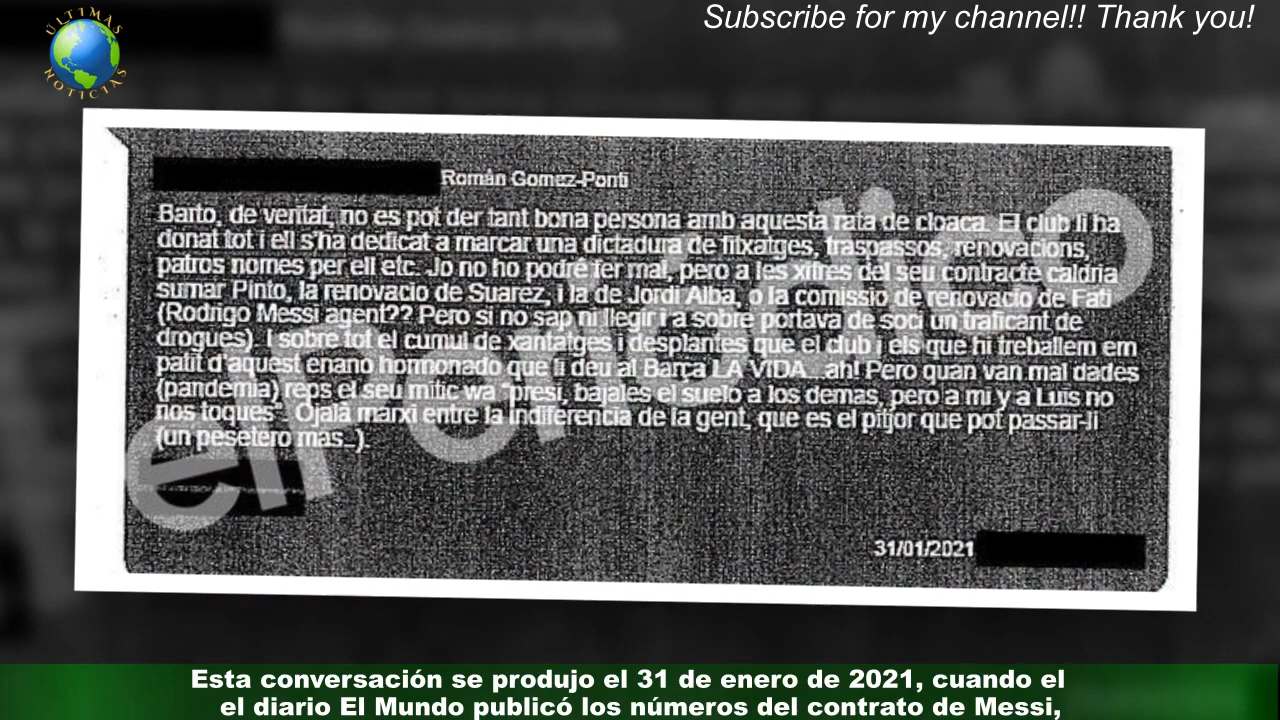 Subscribe for my channel!! Thank you!
ÚLTIMAS
NOTICIAS
Román Gomez-Ponti
Barto, de veritat, no es pot der tant bona persona amb aquesta rata de cloaca. El club li ha
donat tot i ell s'ha dedicat a marcar una dictadura de fitxatges, traspassos, renovacions,
patros nomes per ell etc. Jo no ho podré fer mai, pero a les xifres del seu contracte caldria
sumar Pinto, la renovacio de Suarez, i la de Jordi Alba, o la comissio de renovacio de Fati
(Rodrigo Messi agent?? Pero si no sap ni llegir i a sobre portava de soci un traficant de
drogues). I sobre tot el cumul de xantatges i desplantes que el club i els que hi treballem em
patit d'aquest enano hormonado que li deu al Barça LA VIDA...ah! Pero quan van mal dades
(pandemia) reps el seu mitic wa "presi, bajales el suelo a los demas, pero a mi y a Luis no
nos toques". Ojalá marxi entre la indiferencia de la gent, que es el pitjor que pot passar-li
(un pesetero mas..).
elPeriódico
31/01/2021
Esta conversación se produjo el 31 de enero de 2021, cuando el
el diario El Mundo publicó los números del contrato de Messi,